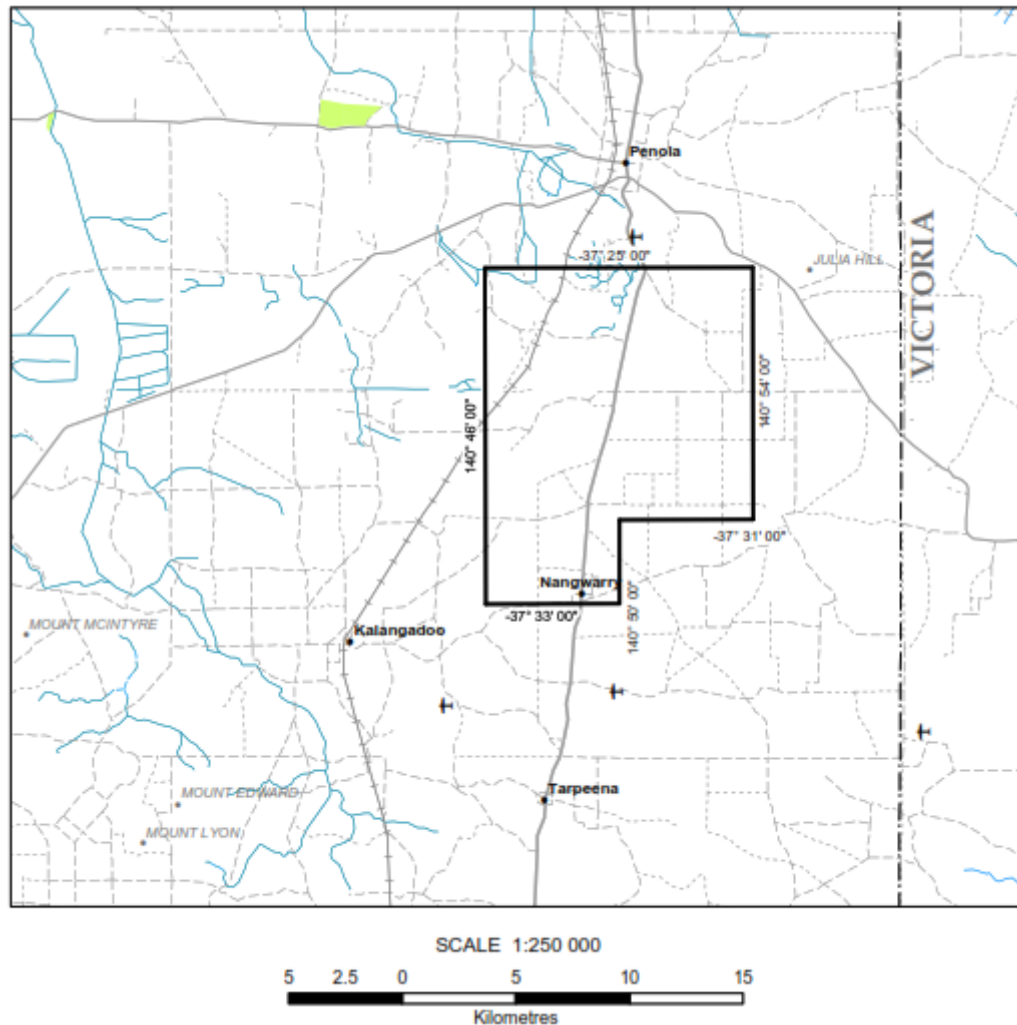 Penola
-37° 25' 00"
JULIA HILL
VICTORIA
140° 54' 00"
140° 46' 00"
-37° 31' 00"
Nangwarry
-37° 33' 00"
140° 50' 00"
MOUNT MCINTYRE
Kalangadoo
MOUNT EDWARD
Tarpeena
MOUNT LYON
SCALE 1:250 000
5 2.5 0 5 10 15
Kilometres